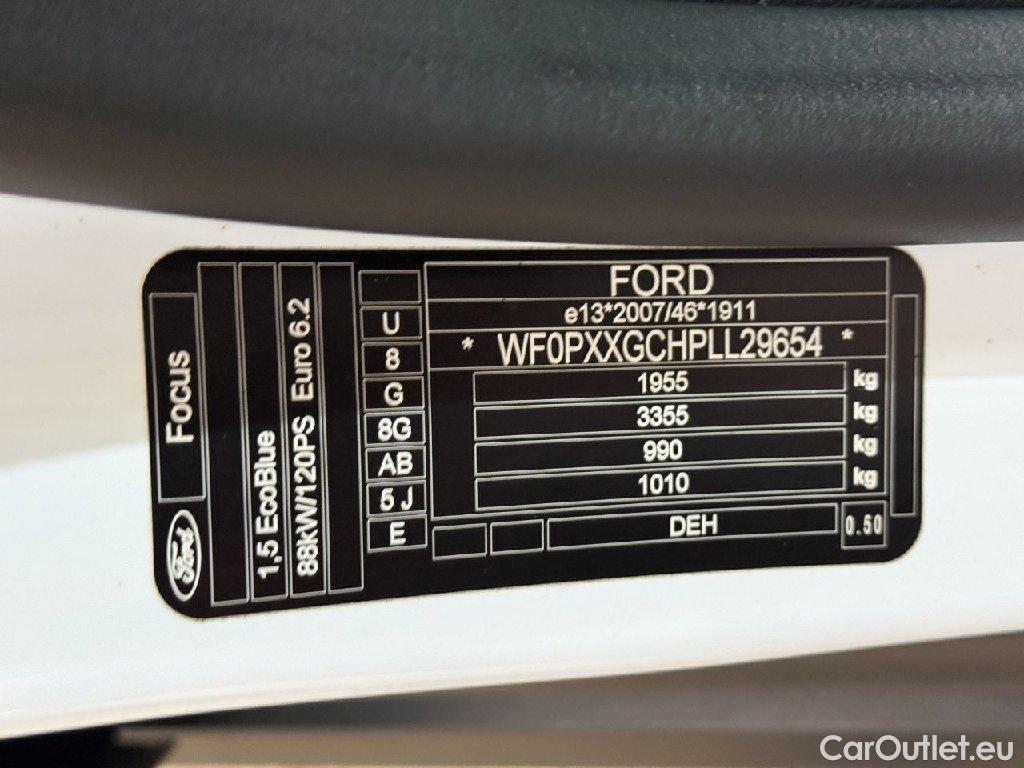 FORD
e13*2007/46*1911
* WF0PXXGCHPLL29654 *
1955 kg
3355 kg
990 kg
1010 kg
DEH
0.50
U
8
G
8G
AB
5 J
E
Focus
Ford
1,5 EcoBlue
88kW/120PS Euro 6.2
CarOutlet.eu